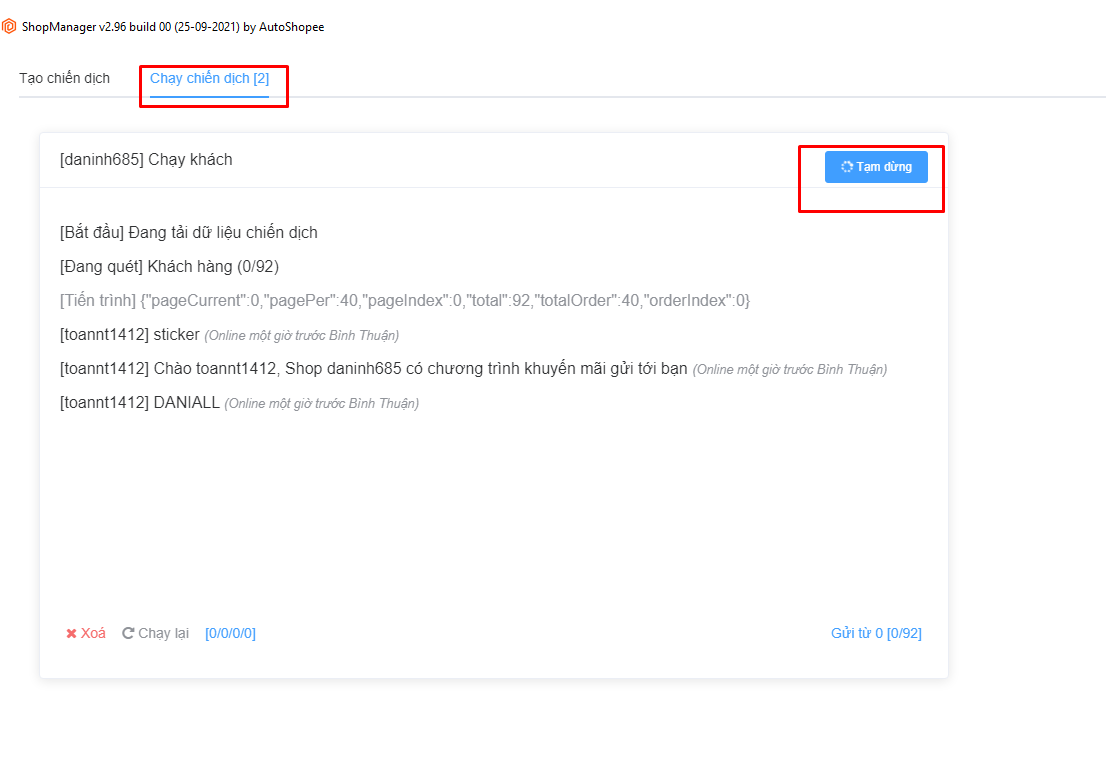 ShopManager v2.96 build 00 (25-09-2021) by AutoShopee
Tạo chiến dịch
Chạy chiến dịch [2]
[daninh685] Chạy khách
Tạm dừng
[Bắt đầu] Đang tải dữ liệu chiến dịch
[Đang quét] Khách hàng (0/92)
[Tiến trình] {"pageCurrent":0,"pagePer":40,"pageIndex":0,"total":92,"totalOrder":40,"orderIndex":0}
[toannt1412] sticker (Online một giờ trước Bình Thuận)
[toannt1412] Chào toannt1412, Shop daninh685 có chương trình khuyến mãi gửi tới bạn (Online một giờ trước Bình Thuận)
[toannt1412] DANIALL (Online một giờ trước Bình Thuận)
Xoá
Chạy lại
[0/0/0/0]
Gửi từ 0 [0/92]